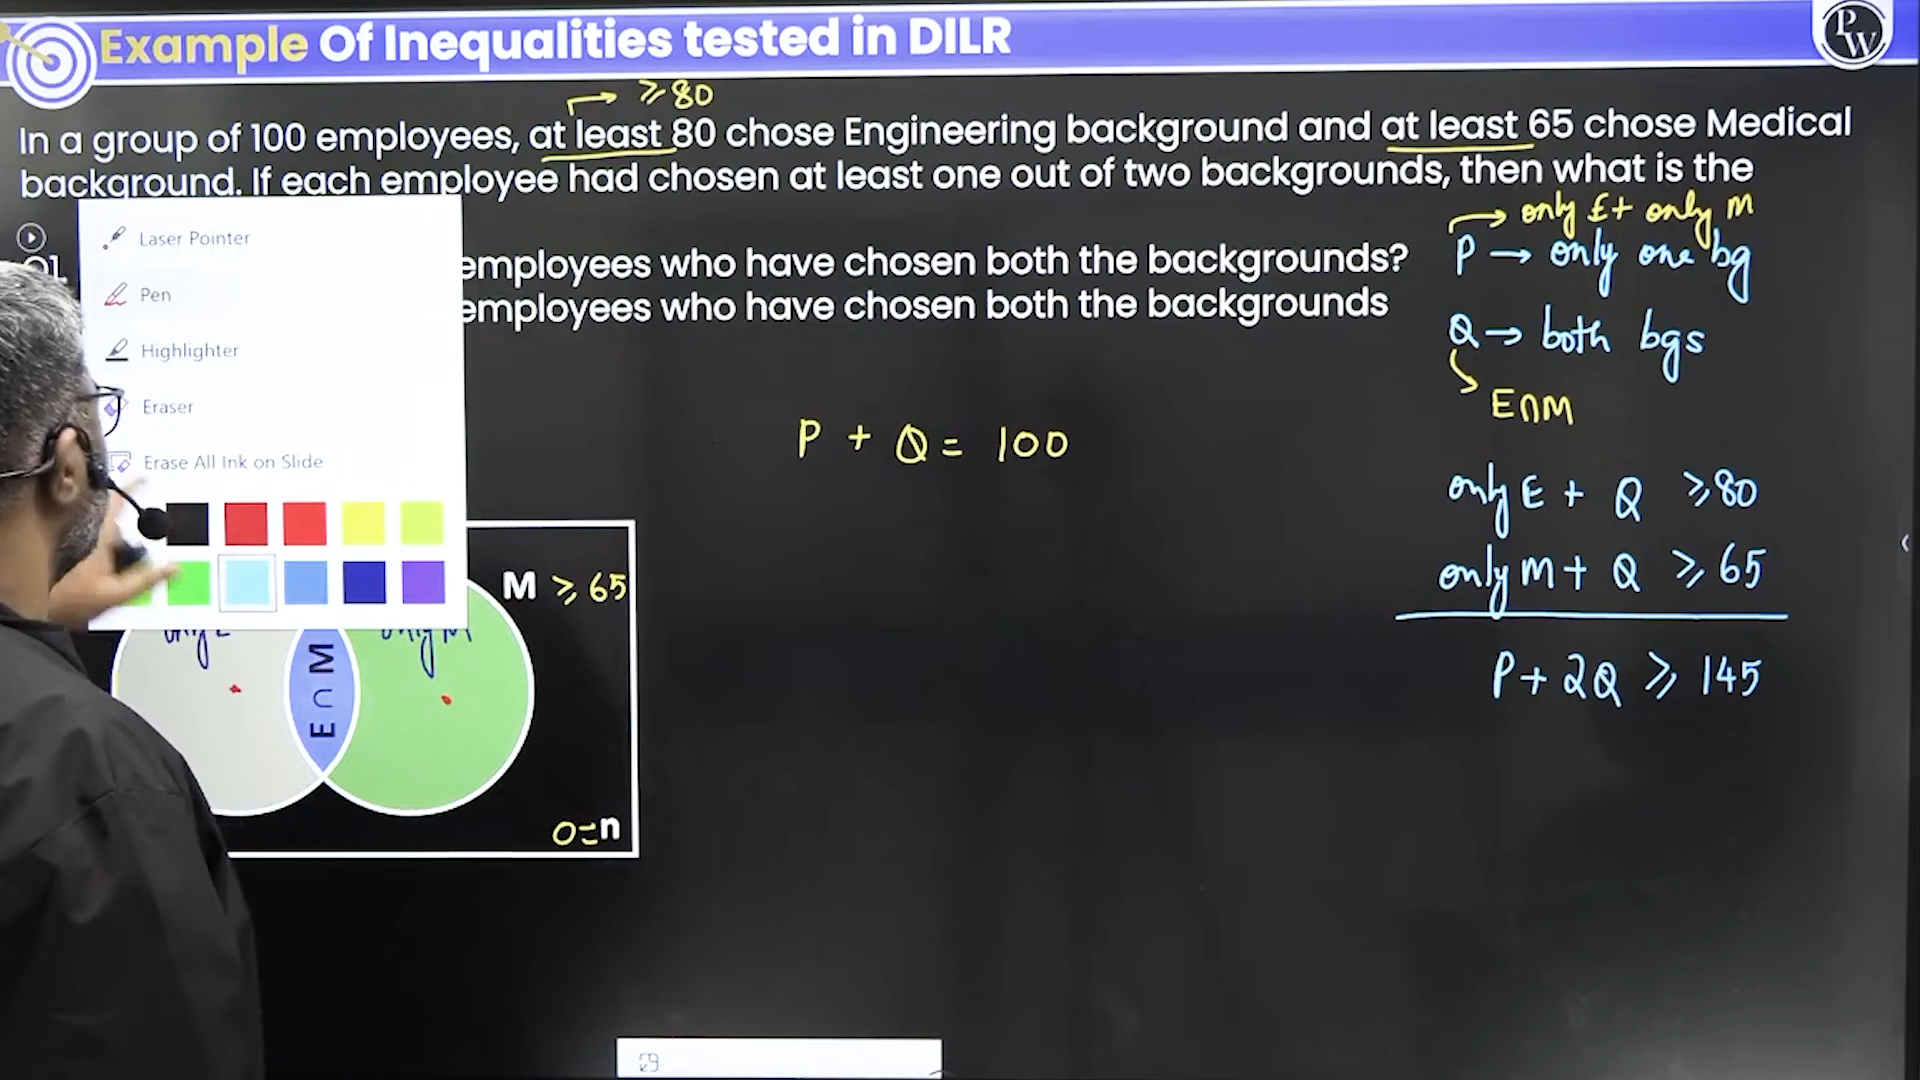 Example Of Inequalities tested in DILR
PW
≥ 80
In a group of 100 employees, at least 80 chose Engineering background and at least 65 chose Medical
background. If each employee had chosen at least one out of two backgrounds, then what is the
only E + only M
P → only one bg
Q1.
employees who have chosen both the backgrounds?
employees who have chosen both the backgrounds
Q → both bgs
E∩M
Laser Pointer
Pen
Highlighter
Eraser
Erase All Ink on Slide
P + Q = 100
only E + Q ≥ 80
only M + Q ≥ 65
P + 2Q ≥ 145
M ≥ 65
only E
only M
E ∩ M
0=n